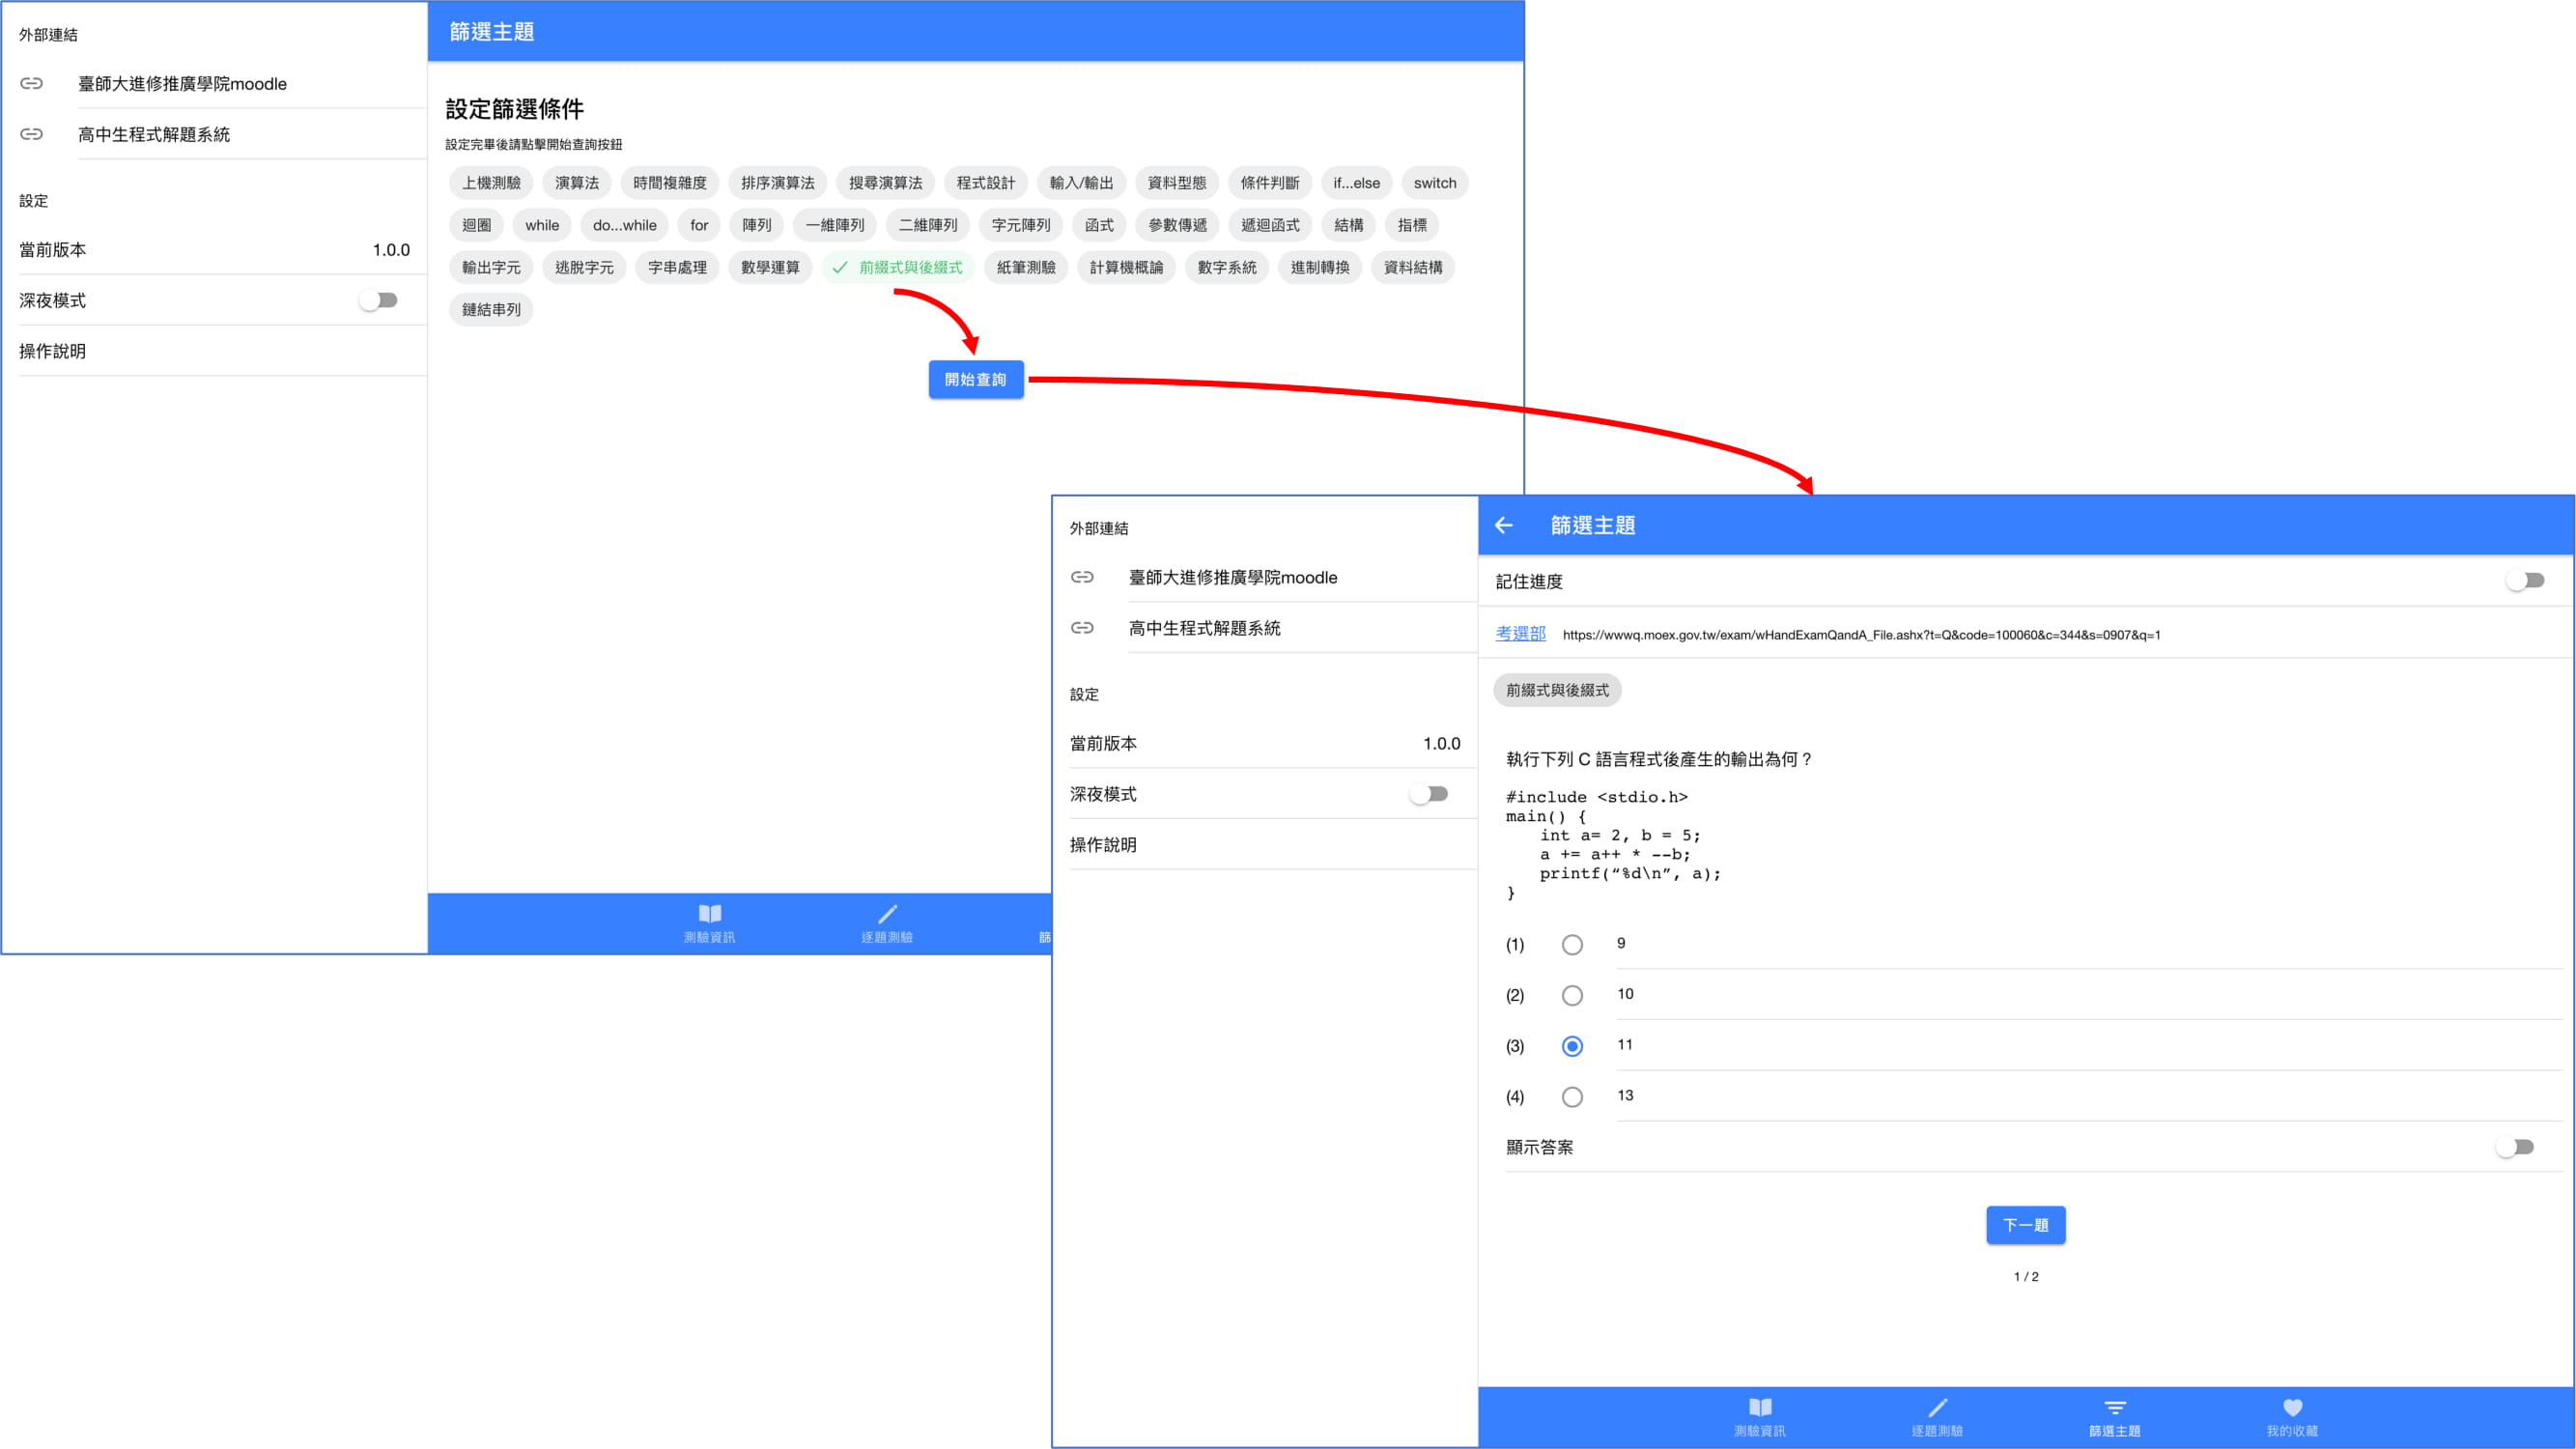 外部連結
臺師大進修推廣學院moodle
高中生程式解題系統
設定
當前版本 1.0.0
深夜模式
操作說明
篩選主題
設定篩選條件
設定完畢後請點擊開始查詢按鈕
上機測驗 演算法 時間複雜度 排序演算法 搜尋演算法 程式設計 輸入/輸出 資料型態 條件判斷 if...else switch
迴圈 while do...while for 陣列 一維陣列 二維陣列 字元陣列 函式 參數傳遞 遞迴函式 結構 指標
輸出字元 逃脫字元 字串處理 數學運算 前綴式與後綴式 紙筆測驗 計算機概論 數字系統 進制轉換 資料結構
鏈結串列
開始查詢
測驗資訊 逐題測驗 篩
外部連結
臺師大進修推廣學院moodle
高中生程式解題系統
設定
當前版本 1.0.0
深夜模式
操作說明
篩選主題
記住進度
考選部 https://wwwq.moex.gov.tw/exam/wHandExamQandA_File.ashx?t=Q&code=100060&c=344&s=0907&q=1
前綴式與後綴式
執行下列 C 語言程式後產生的輸出為何？
#include <stdio.h>
main() {
int a= 2, b = 5;
a += a++ * --b;
printf(“%d\n”, a);
}
(1) 9
(2) 10
(3) 11
(4) 13
顯示答案
下一題
1 / 2
測驗資訊 逐題測驗 篩選主題 我的收藏